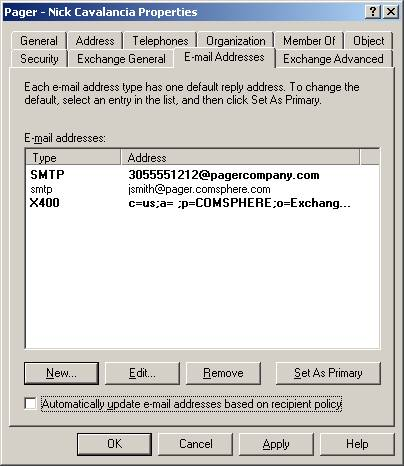 Pager - Nick Cavalancia Properties
General Address Telephones Organization Member Of Object
Security Exchange General E-mail Addresses Exchange Advanced
Each e-mail address type has one default reply address. To change the
default, select an entry in the list, and then click Set As Primary.
E-mail addresses:
Type Address
SMTP 3055551212@pagercompany.com
smtp jsmith@pager.comsphere.com
X400 c=us;a= ;p=COMSPHERE;o=Exchang...
New... Edit... Remove Set As Primary
Automatically update e-mail addresses based on recipient policy
OK Cancel Apply Help